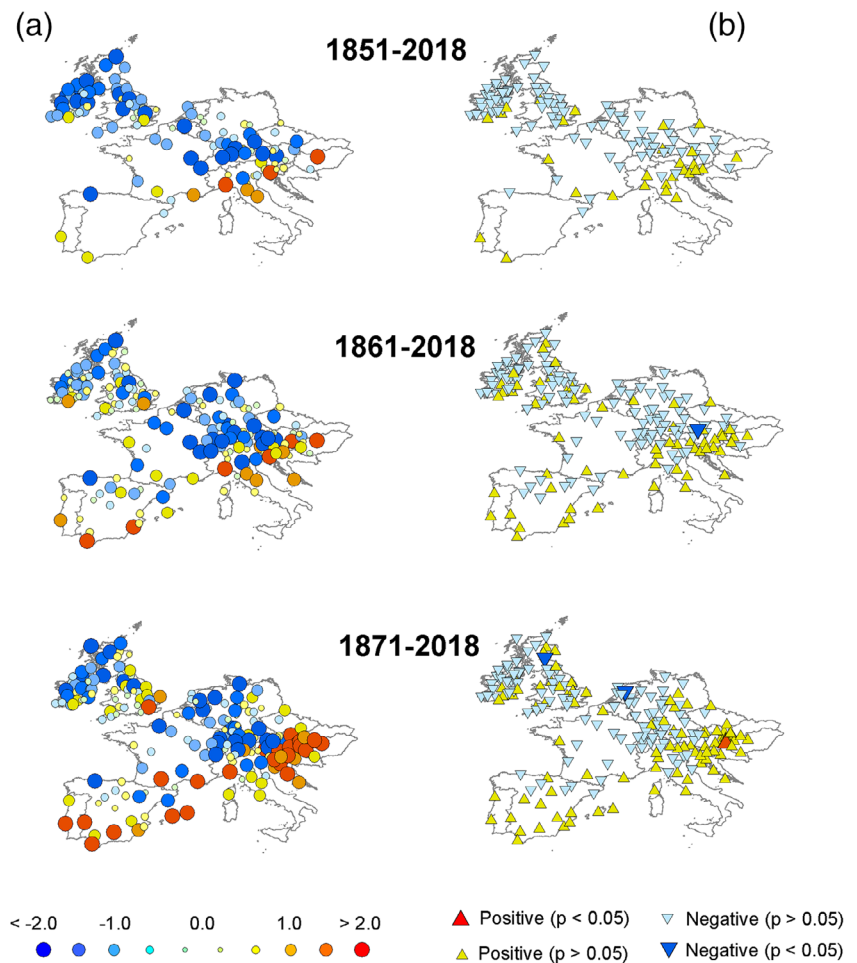 (a) 1851-2018 (b)
1861-2018
1871-2018
< -2.0 -1.0 0.0 1.0 > 2.0
Positive (p < 0.05) Negative (p > 0.05)
Positive (p > 0.05) Negative (p < 0.05)